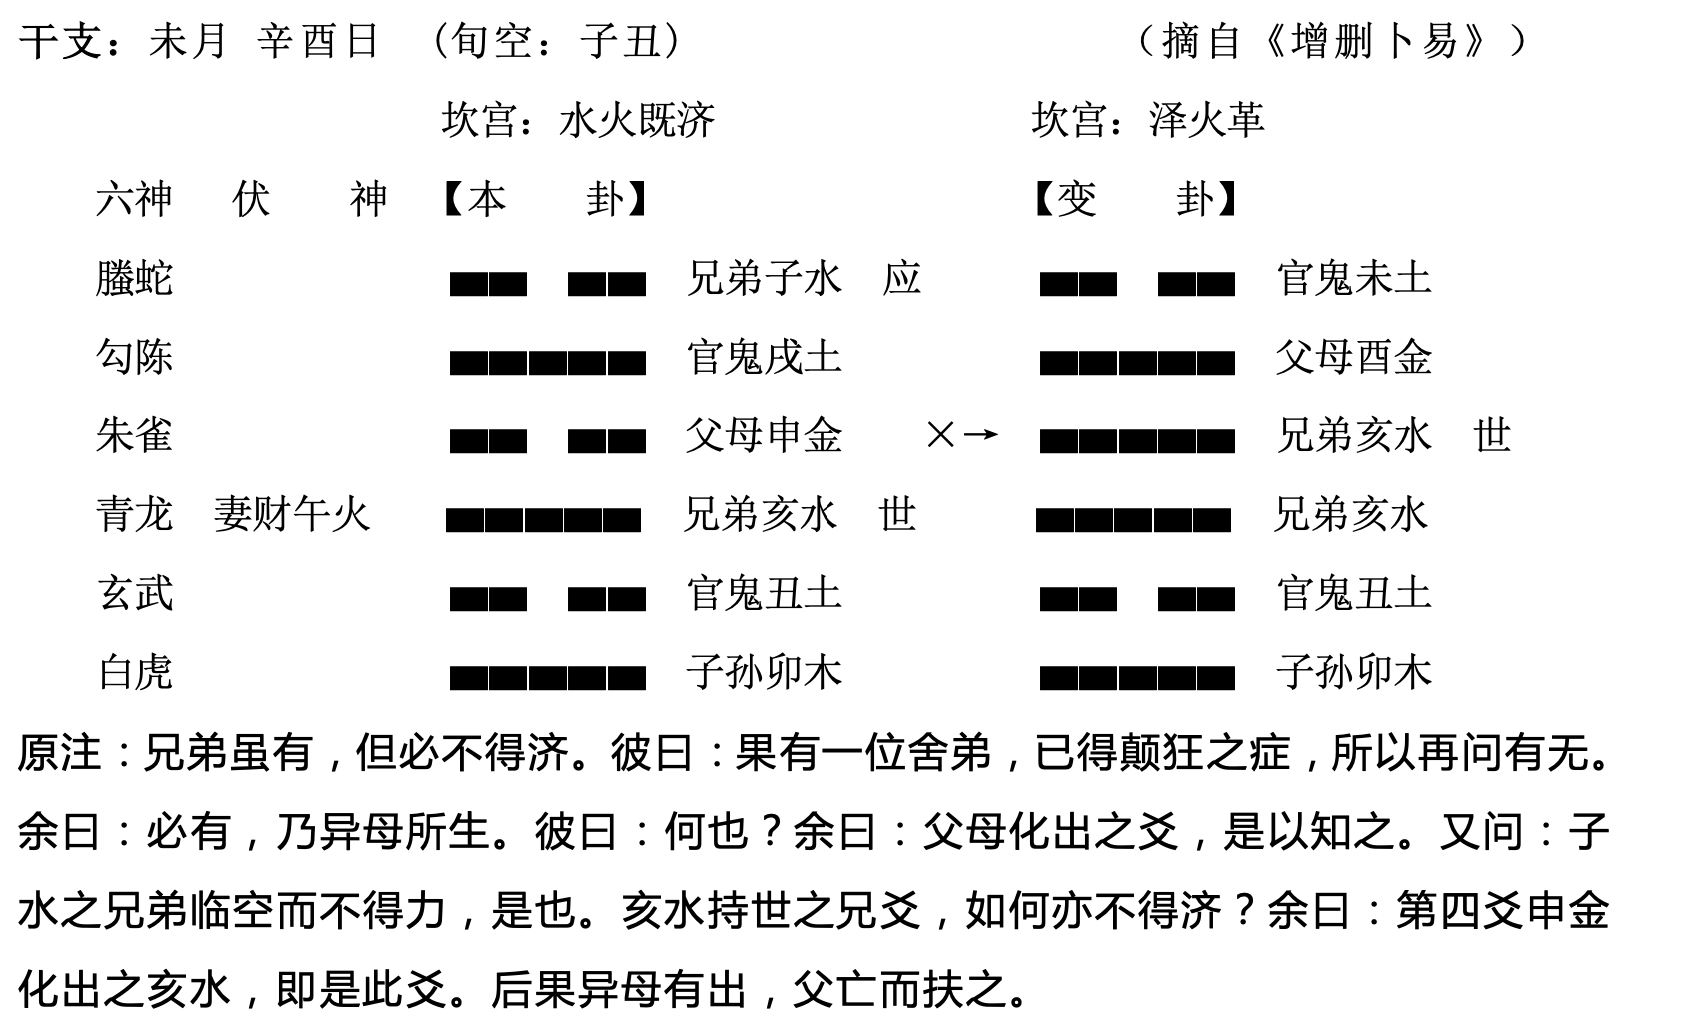 干支：未月 辛酉日 （旬空：子丑） （摘自《增删卜易》）
坎宫：水火既济 坎宫：泽火革
六神 伏 神 【本 卦】 【变 卦】
螣蛇 兄弟子水 应 官鬼未土
勾陈 官鬼戌土 父母酉金
朱雀 父母申金 ×→ 兄弟亥水 世
青龙 妻财午火 兄弟亥水 世 兄弟亥水
玄武 官鬼丑土 官鬼丑土
白虎 子孙卯木 子孙卯木
原注：兄弟虽有，但必不得济。彼曰：果有一位舍弟，已得颠狂之症，所以再问有无。
余曰：必有，乃异母所生。彼曰：何也？余曰：父母化出之爻，是以知之。又问：子
水之兄弟临空而不得力，是也。亥水持世之兄爻，如何亦不得济？余曰：第四爻申金
化出之亥水，即是此爻。后果异母有出，父亡而扶之。